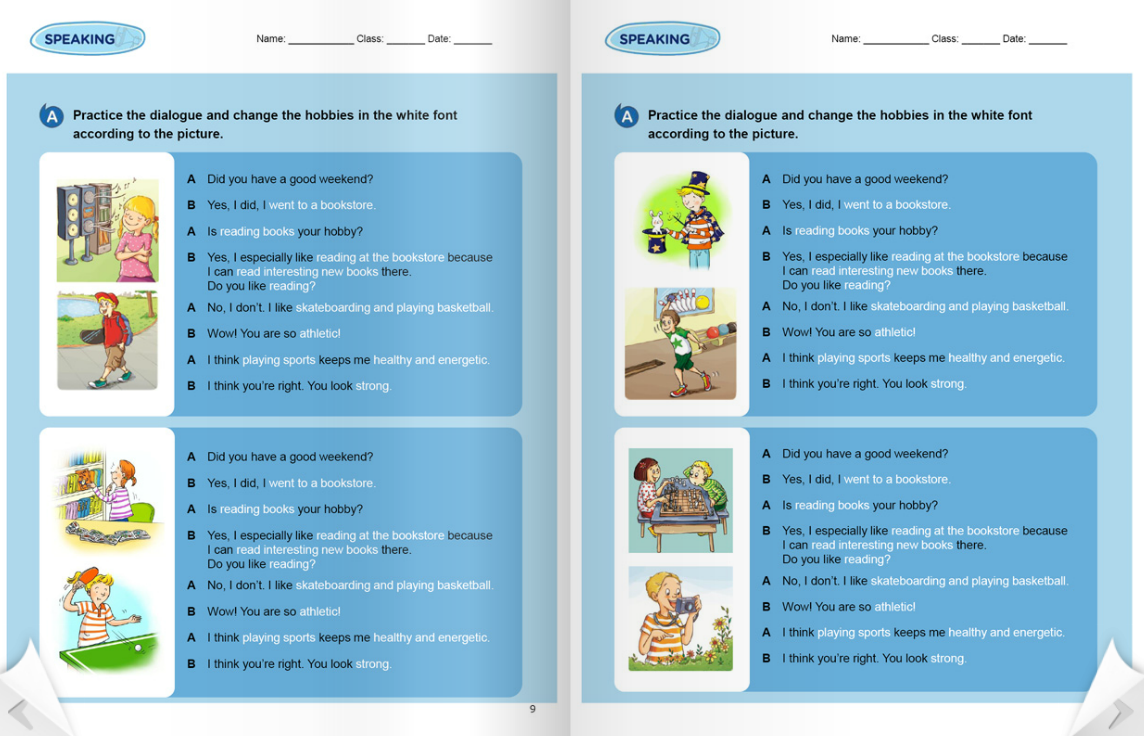 SPEAKING
Name: ____________ Class: _______ Date: _______
A Practice the dialogue and change the hobbies in the white font
according to the picture.
A Did you have a good weekend?
B Yes, I did, I went to a bookstore.
A Is reading books your hobby?
B Yes, I especially like reading at the bookstore because
I can read interesting new books there.
Do you like reading?
A No, I don't. I like skateboarding and playing basketball.
B Wow! You are so athletic!
A I think playing sports keeps me healthy and energetic.
B I think you're right. You look strong.
A Did you have a good weekend?
B Yes, I did, I went to a bookstore.
A Is reading books your hobby?
B Yes, I especially like reading at the bookstore because
I can read interesting new books there.
Do you like reading?
A No, I don't. I like skateboarding and playing basketball.
B Wow! You are so athletic!
A I think playing sports keeps me healthy and energetic.
B I think you're right. You look strong.
9
SPEAKING
Name: ____________ Class: _______ Date: _______
A Practice the dialogue and change the hobbies in the white font
according to the picture.
A Did you have a good weekend?
B Yes, I did, I went to a bookstore.
A Is reading books your hobby?
B Yes, I especially like reading at the bookstore because
I can read interesting new books there.
Do you like reading?
A No, I don't. I like skateboarding and playing basketball.
B Wow! You are so athletic!
A I think playing sports keeps me healthy and energetic.
B I think you're right. You look strong.
A Did you have a good weekend?
B Yes, I did, I went to a bookstore.
A Is reading books your hobby?
B Yes, I especially like reading at the bookstore because
I can read interesting new books there.
Do you like reading?
A No, I don't. I like skateboarding and playing basketball.
B Wow! You are so athletic!
A I think playing sports keeps me healthy and energetic.
B I think you're right. You look strong.